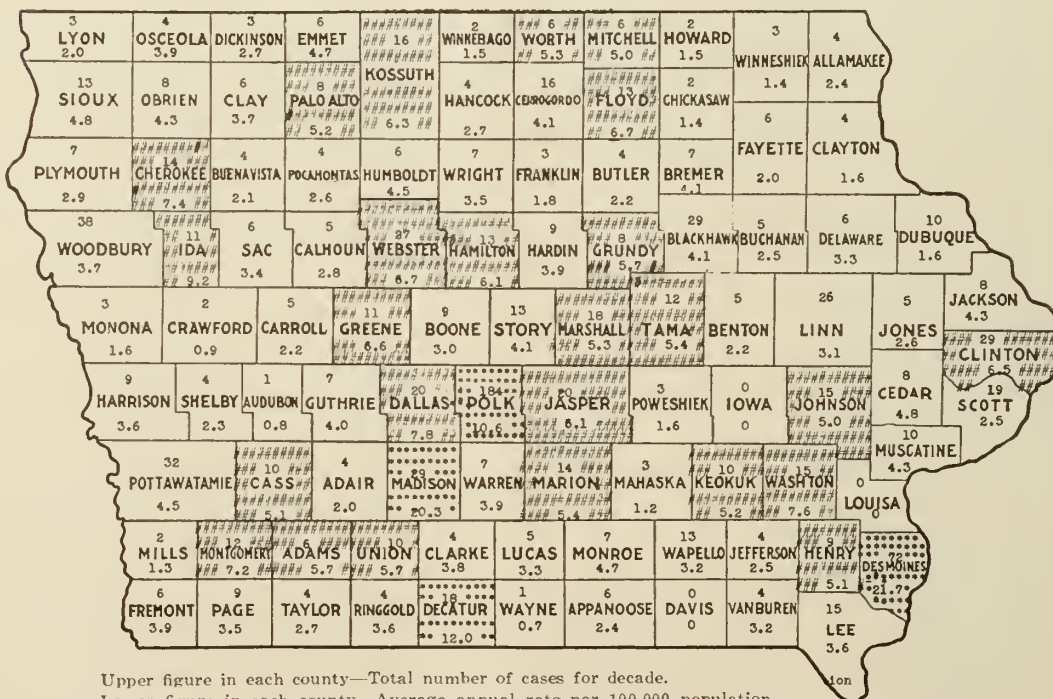 3 4 3 6 16 2 6 6 2 3 4
LYON OSCEOLA DICKINSON EMMET KOSSUTH WINNEBAGO WORTH MITCHELL HOWARD WINNESHIEK ALLAMAKEE
2.0 3.9 2.7 4.7 6.3 1.5 5.3 5.0 1.5 1.4 2.4
13 8 6 8 4 16 13 2 6 4
SIOUX OBRIEN CLAY PALO ALTO HANCOCK CERROGORDO FLOYD CHICKASAW FAYETTE CLAYTON
4.8 4.3 3.7 5.2 2.7 4.1 6.7 1.4 2.0 1.6
7 14 4 4 6 7 3 4 7
PLYMOUTH CHEROKEE BUENAVISTA POCAHONTAS HUMBOLDT WRIGHT FRANKLIN BUTLER BREMER
2.9 7.4 2.1 2.6 4.5 3.5 1.8 2.2 4.1
38 11 6 5 27 13 9 8 29 5 6 10
WOODBURY IDA SAC CALHOUN WEBSTER HAMILTON HARDIN GRUNDY BLACKHAWK BUCHANAN DELAWARE DUBUQUE
3.7 9.2 3.4 2.8 6.7 6.1 3.9 5.7 4.1 2.5 3.3 1.6
3 2 5 11 9 13 18 12 5 26 5 8
MONONA CRAWFORD CARROLL GREENE BOONE STORY MARSHALL TAMA BENTON LINN JONES JACKSON
1.6 0.9 2.2 6.6 3.0 4.1 5.3 5.4 2.2 3.1 2.6 4.3
29
CLINTON
6.5
9 4 1 7 20 184 20 3 0 15 8 19
HARRISON SHELBY AUDUBON GUTHRIE DALLAS POLK JASPER POWESHIEK IOWA JOHNSON CEDAR SCOTT
3.6 2.3 0.8 4.0 7.8 10.6 6.1 1.6 0 5.0 4.8 2.5
32 10 4 29 7 14 3 10 15 0 10
POTTAWATAMIE CASS ADAIR MADISON WARREN MARION MAHASKA KEOKUK WASHTON LOUISA MUSCATINE
4.5 5.1 2.0 20.3 3.9 5.4 1.2 5.2 7.6 0 4.3
2 12 6 10 4 5 7 13 4 9 72
MILLS MONTGOMERY ADAMS UNION CLARKE LUCAS MONROE WAPELLO JEFFERSON HENRY DESMOINES
1.3 7.2 5.7 5.7 3.8 3.3 4.7 3.2 2.5 5.1 21.7
6 9 4 4 18 1 6 0 4 15
FREMONT PAGE TAYLOR RINGGOLD DECATUR WAYNE APPANOOSE DAVIS VANBUREN LEE
3.9 3.5 2.7 3.6 12.0 0.7 2.4 0 3.2 3.6
Upper figure in each county—Total number of cases for decade.
ion